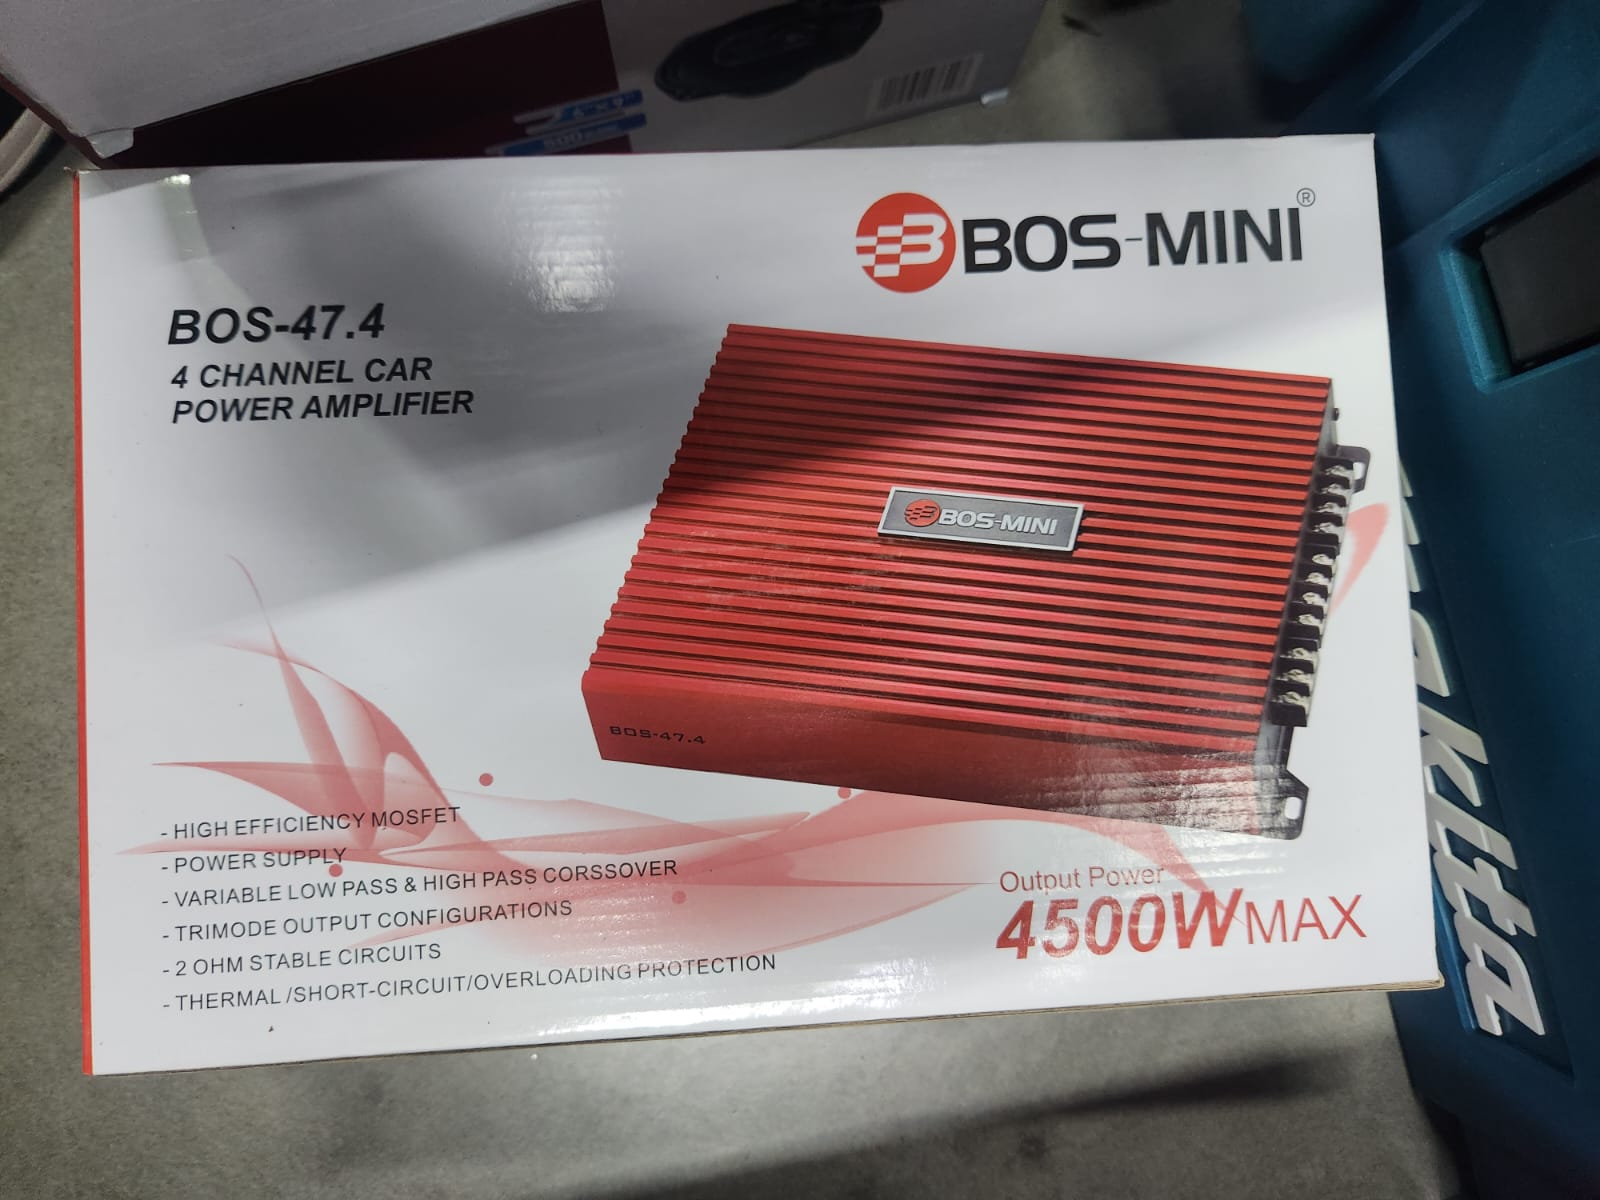 BOS-MINI®
BOS-47.4
4 CHANNEL CAR
POWER AMPLIFIER
BOS-MINI
BOS-47.4
- HIGH EFFICIENCY MOSFET
- POWER SUPPLY
- VARIABLE LOW PASS & HIGH PASS CORSSOVER
- TRIMODE OUTPUT CONFIGURATIONS
- 2 OHM STABLE CIRCUITS
- THERMAL /SHORT-CIRCUIT/OVERLOADING PROTECTION
Output Power
4500WMAX
makita